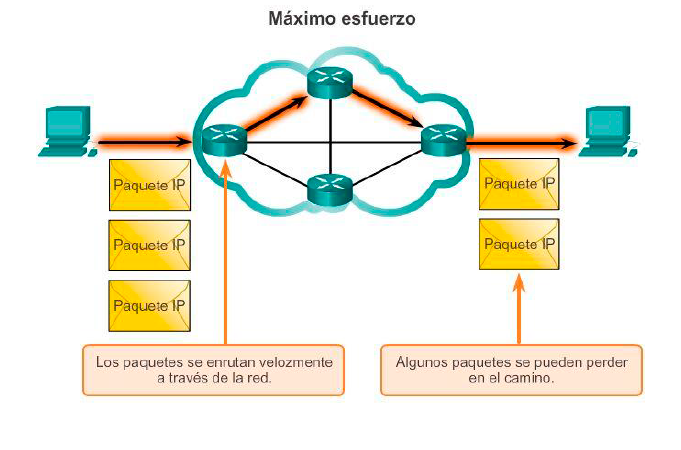 Máximo esfuerzo
Paquete IP
Paquete IP
Paquete IP
Paquete IP
Paquete IP
Los paquetes se enrutan velozmente
a través de la red.
Algunos paquetes se pueden perder
en el camino.